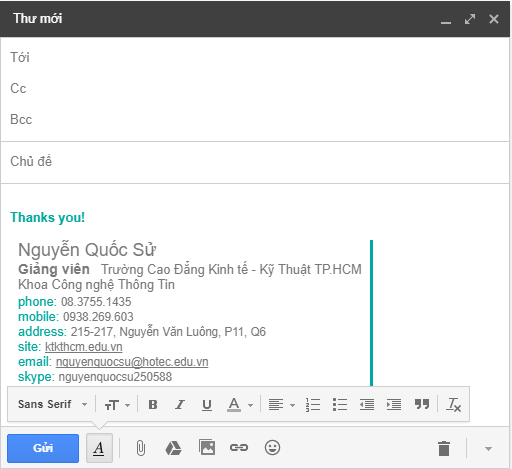 Thư mới
Tới
Cc
Bcc
Chủ đề
Thanks you!
Nguyễn Quốc Sử
Giảng viên Trường Cao Đẳng Kinh tế - Kỹ Thuật TP.HCM
Khoa Công nghệ Thông Tin
phone: 08.3755.1435
mobile: 0938.269.603
address: 215-217, Nguyễn Văn Luông, P11, Q6
site: ktkthcm.edu.vn
email: nguyenquocsu@hotec.edu.vn
skype: nguyenquocsu250588
Sans Serif T B I U A
Gửi A